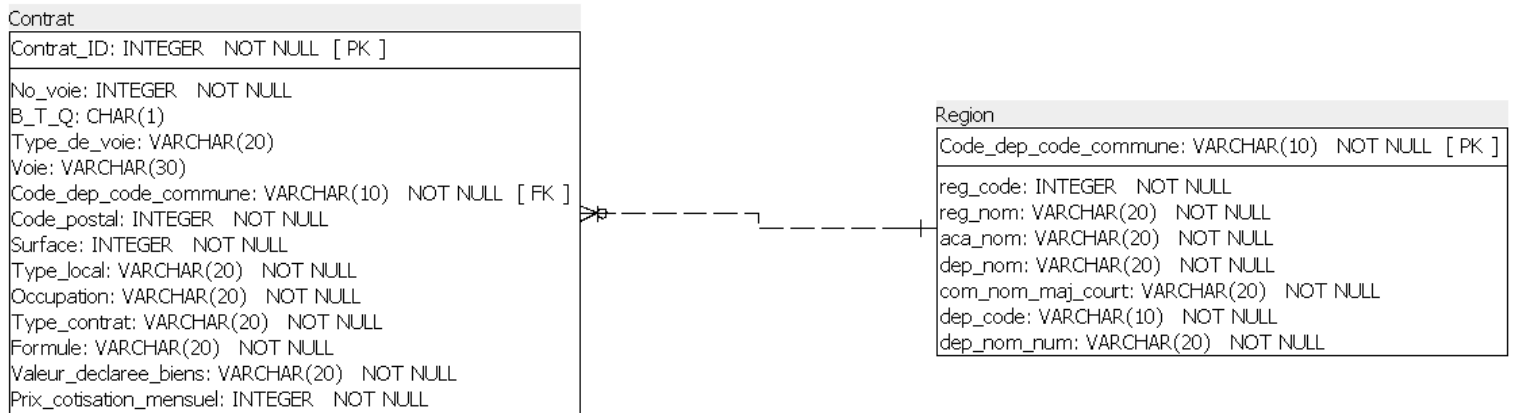 Contrat
Contrat_ID: INTEGER NOT NULL [ PK ]
No_voie: INTEGER NOT NULL
B_T_Q: CHAR(1)
Type_de_voie: VARCHAR(20)
Voie: VARCHAR(30)
Code_dep_code_commune: VARCHAR(10) NOT NULL [ FK ]
Code_postal: INTEGER NOT NULL
Surface: INTEGER NOT NULL
Type_local: VARCHAR(20) NOT NULL
Occupation: VARCHAR(20) NOT NULL
Type_contrat: VARCHAR(20) NOT NULL
Formule: VARCHAR(20) NOT NULL
Valeur_declaree_biens: VARCHAR(20) NOT NULL
Prix_cotisation_mensuel: INTEGER NOT NULL
Region
Code_dep_code_commune: VARCHAR(10) NOT NULL [ PK ]
reg_code: INTEGER NOT NULL
reg_nom: VARCHAR(20) NOT NULL
aca_nom: VARCHAR(20) NOT NULL
dep_nom: VARCHAR(20) NOT NULL
com_nom_maj_court: VARCHAR(20) NOT NULL
dep_code: VARCHAR(10) NOT NULL
dep_nom_num: VARCHAR(20) NOT NULL